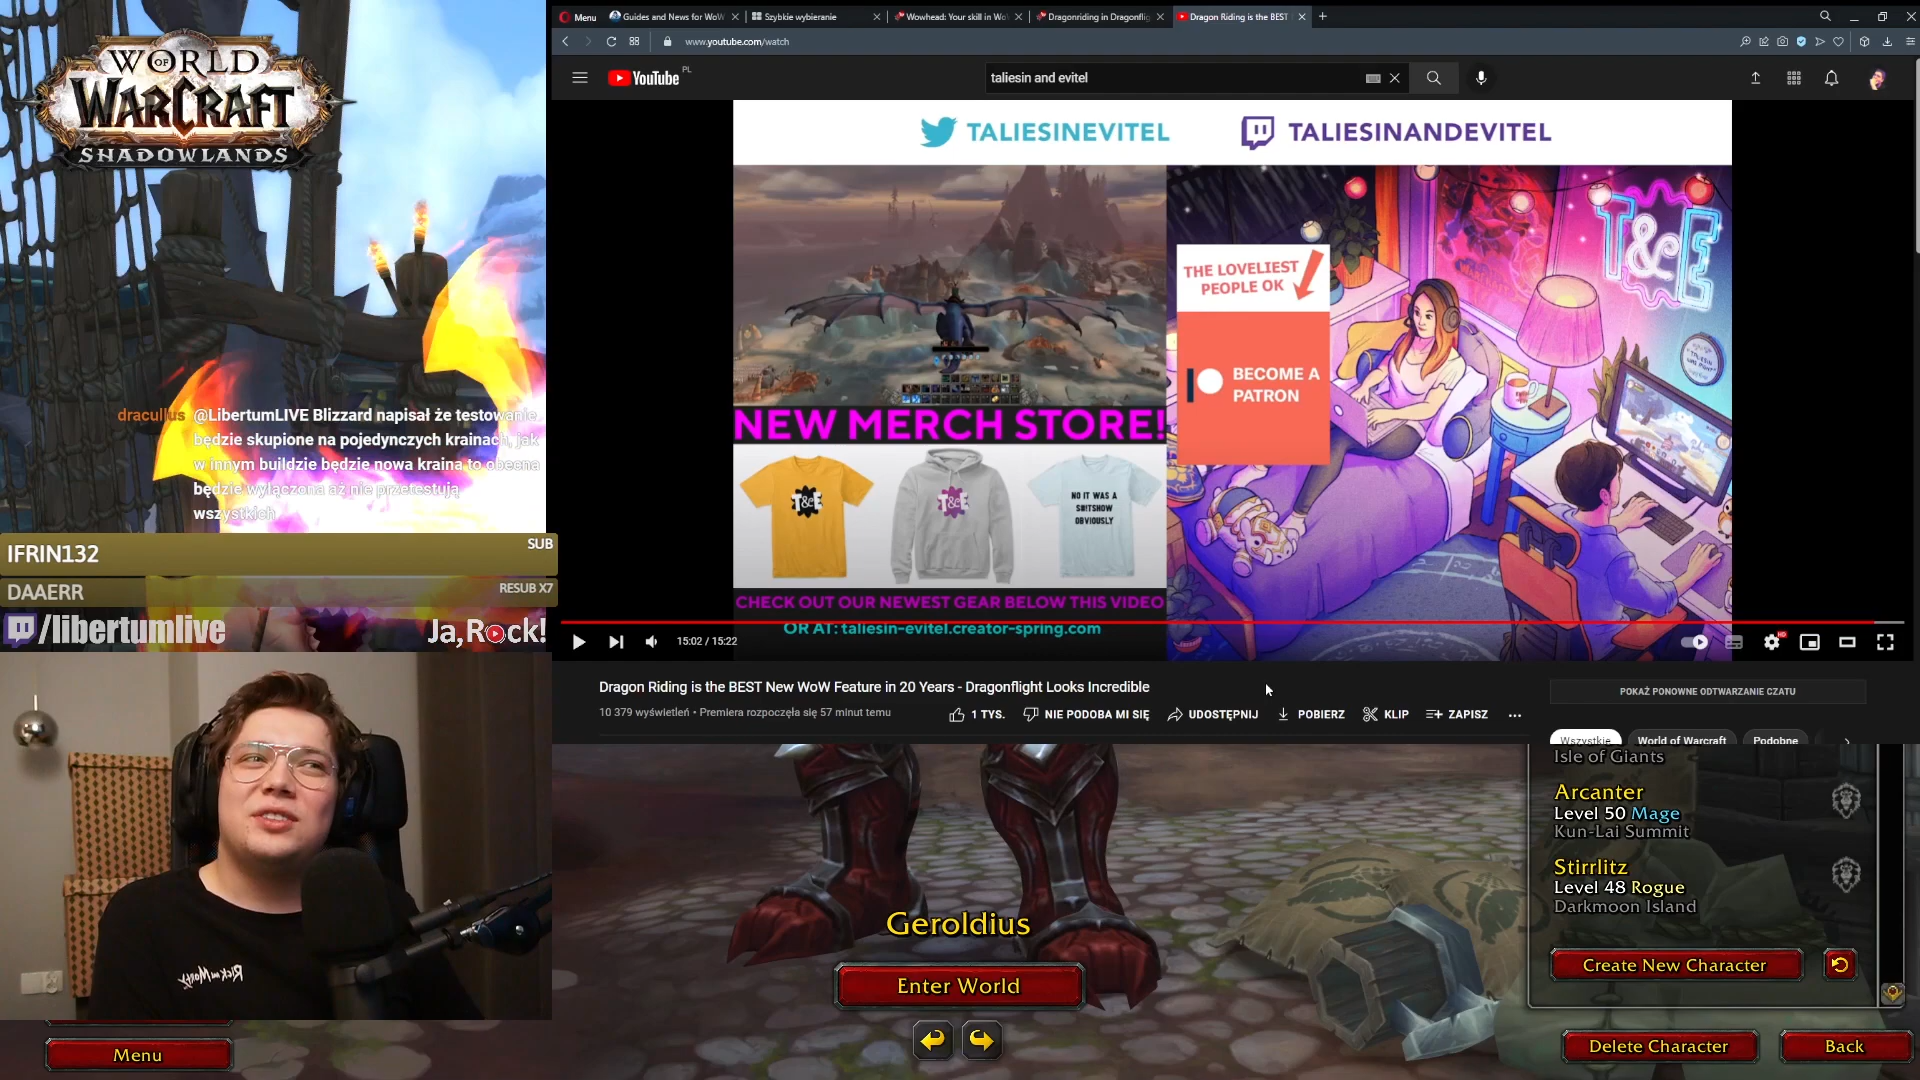 WORLD OF WARCRAFT
SHADOWLANDS
dracullus @LibertumLIVE Blizzard napisał że testowanie
będzie skupione na pojedynczych krainach, jak
w innym buildzie będzie nowa kraina to obecna
będzie wyłączona aż nie przetestują
wszystkich
IFRIN132 SUB
DAAERR RESUB X7
/libertumlive Ja,Rock!
Menu
Menu Guides and News for WoW Szybkie wybieranie Wowhead: Your skill in Wo Dragonriding in Dragonflig Dragon Riding is the BEST
www.youtube.com/watch
YouTube PL
taliesin and evitel
TALIESINEVITEL TALIESINANDEVITEL
T&E
THE LOVELIEST
PEOPLE OK
BECOME A
PATRON
NEW MERCH STORE!
T&E
T&E
NO IT WAS A
S#!TSHOW
OBVIOUSLY
CHECK OUT OUR NEWEST GEAR BELOW THIS VIDEO
OR AT: taliesin-evitel.creator-spring.com
15:02 / 15:22
HD
Dragon Riding is the BEST New WoW Feature in 20 Years - Dragonflight Looks Incredible
10 379 wyświetleń • Premiera rozpoczęła się 57 minut temu
1 TYS. NIE PODOBA MI SIĘ UDOSTĘPNIJ POBIERZ KLIP ZAPISZ
POKAŻ PONOWNE ODTWARZANIE CZATU
Wszystkie World of Warcraft Podobne
Isle of Giants
Arcanter
Level 50 Mage
Kun-Lai Summit
Stirrlitz
Level 48 Rogue
Darkmoon Island
Create New Character
Geroldius
Enter World
Delete Character
Back